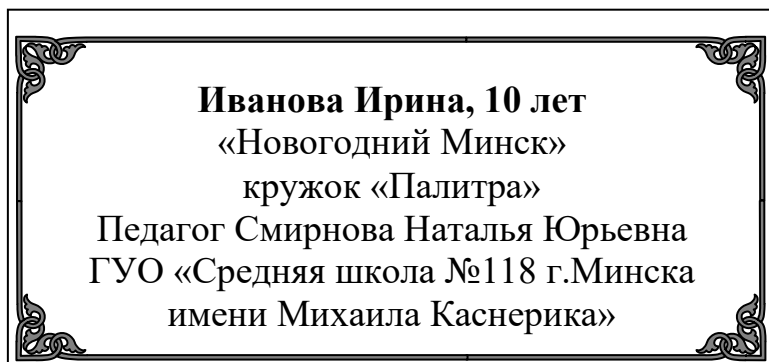 Иванова Ирина, 10 лет
«Новогодний Минск»
кружок «Палитра»
Педагог Смирнова Наталья Юрьевна
ГУО «Средняя школа №118 г.Минска
имени Михаила Каснерика»